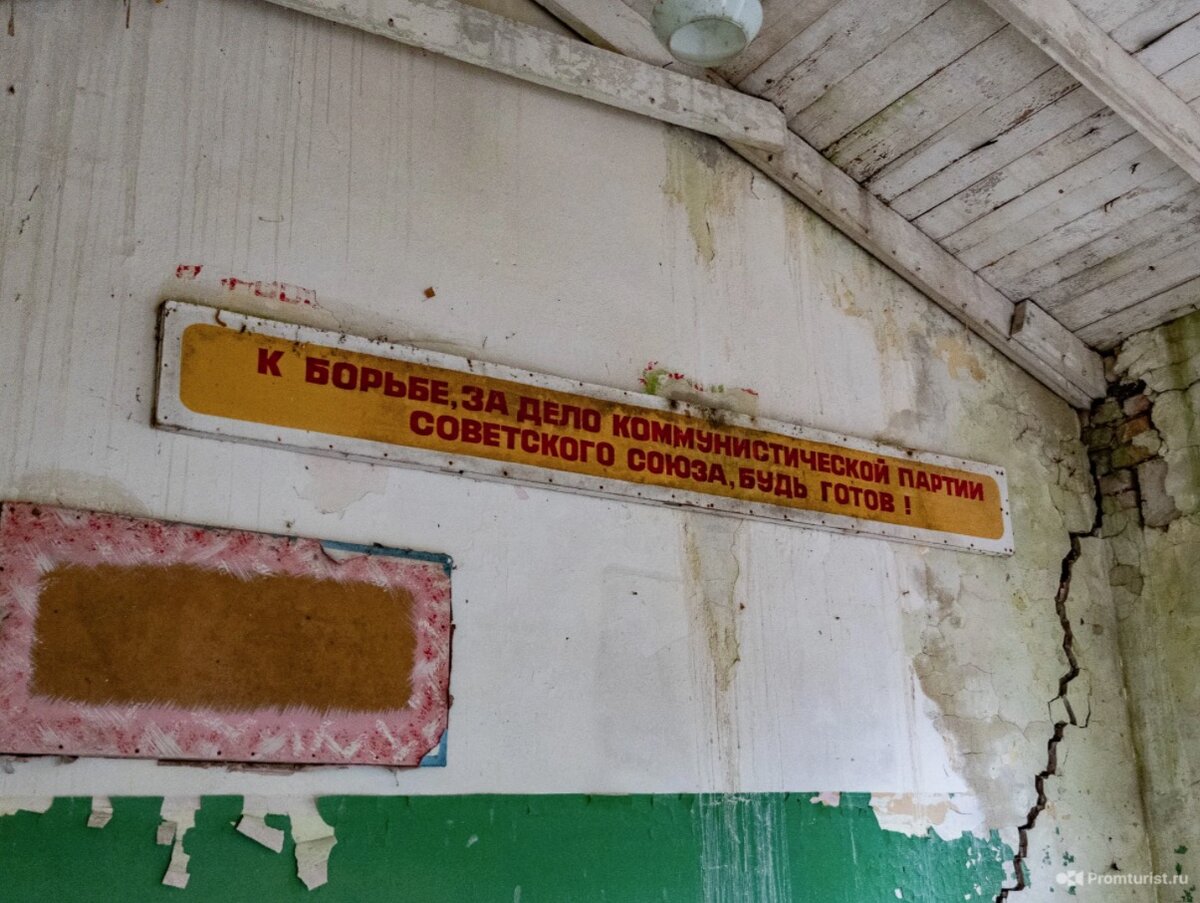 К БОРЬБЕ, ЗА ДЕЛО КОММУНИСТИЧЕСКОЙ ПАРТИИ
СОВЕТСКОГО СОЮЗА, БУДЬ ГОТОВ !
Promturist.ru